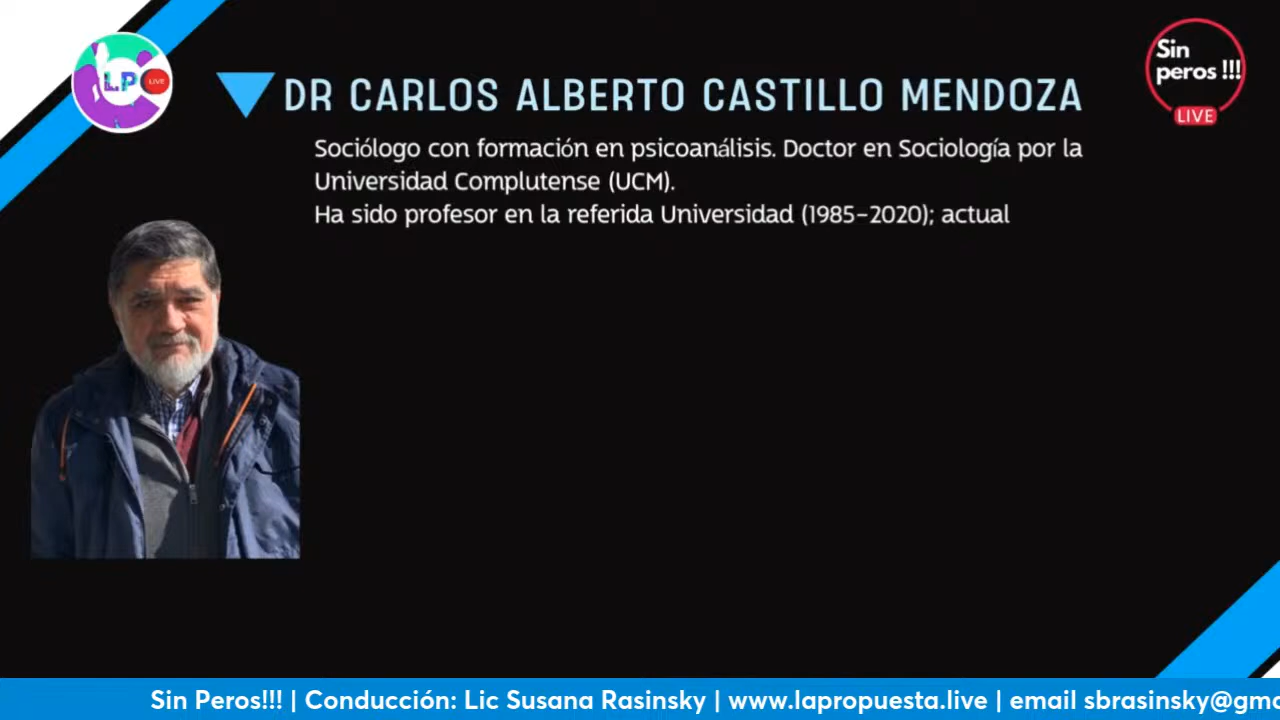 LP LIVE
DR CARLOS ALBERTO CASTILLO MENDOZA
Sin
peros !!!
LIVE
Sociólogo con formación en psicoanálisis. Doctor en Sociología por la
Universidad Complutense (UCM).
Ha sido profesor en la referida Universidad (1985-2020); actual
Sin Peros!!! | Conducción: Lic Susana Rasinsky | www.lapropuesta.live | email sbrasinsky@gma